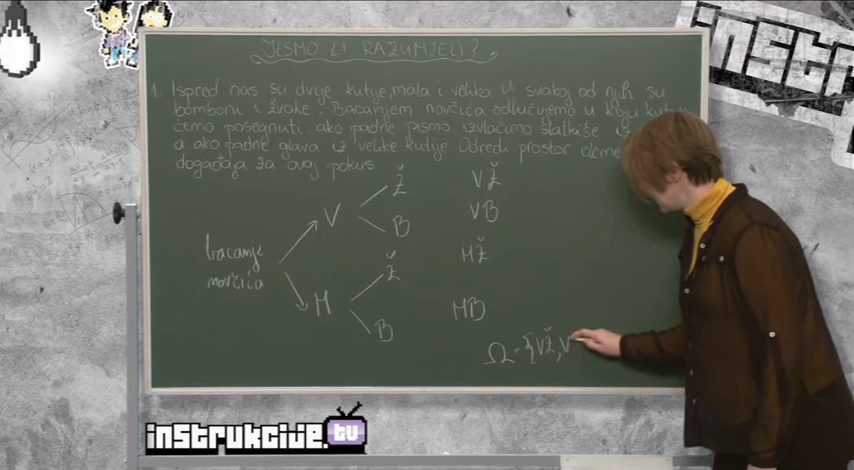 JESMO LI RAZUMJELI?
1. Ispred nas su dvije kutije, mala i velika. U svakoj od njih su
bomboni i žvake. Bacanjem novčića odlučujemo u koju
ćemo posegnuti. ako padne pismo izvlačimo slatkiše iz
a ako padne glava iz velike kutije. Odredi prostor
događaja za ovaj pokus
Ž VŽ
V
B VB
bacanje
novčića
Ž MŽ
M
B MB
Ω = {VŽ, V
instrukcije.tv